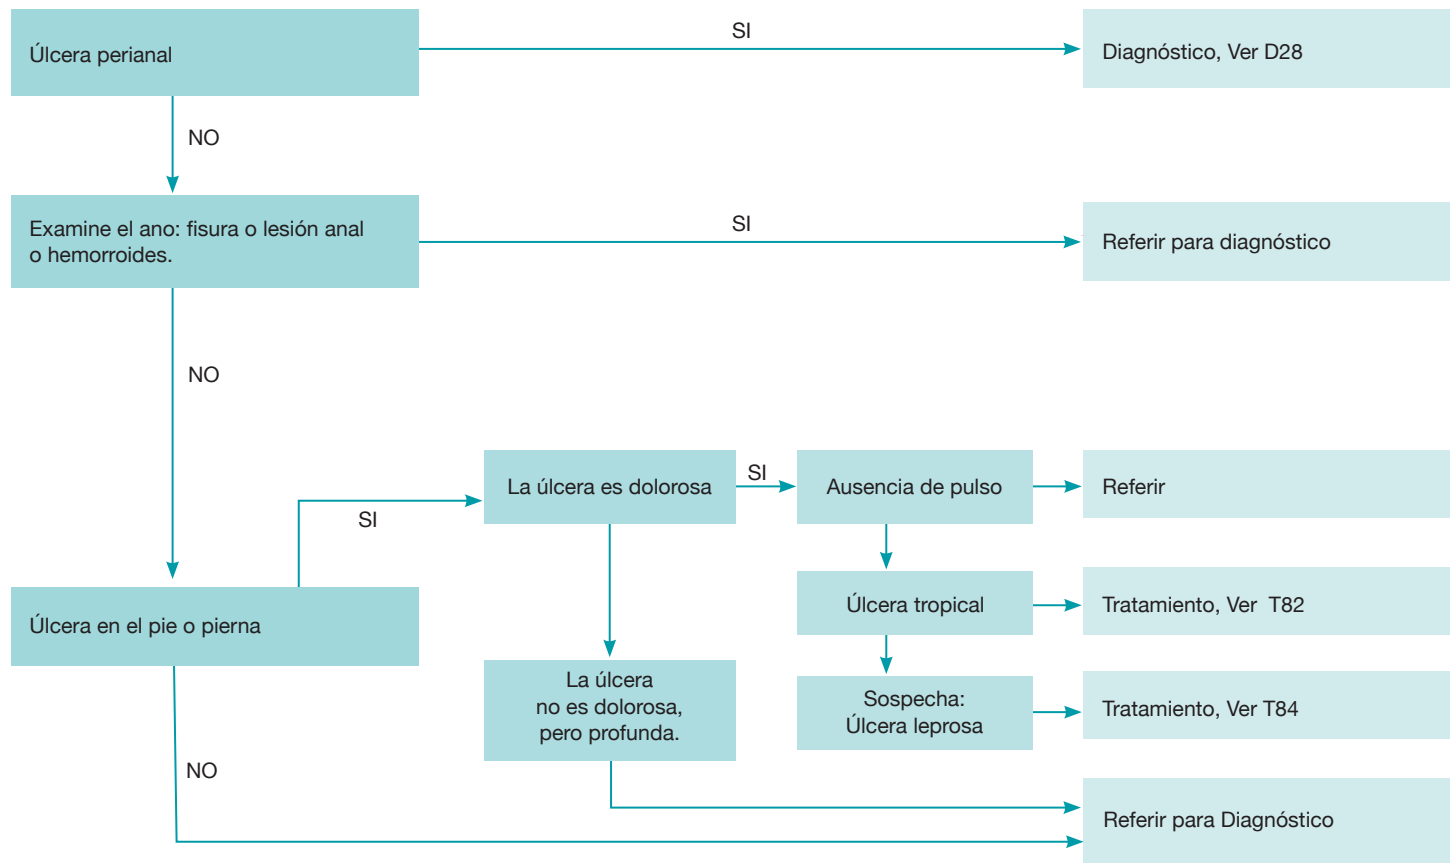 Úlcera perianal
SI
Diagnóstico, Ver D28
NO
Examine el ano: fisura o lesión anal
o hemorroides.
SI
Referir para diagnóstico
NO
La úlcera es dolorosa
SI
Ausencia de pulso
Referir
SI
Úlcera en el pie o pierna
Úlcera tropical
Tratamiento, Ver T82
La úlcera
no es dolorosa,
pero profunda.
Sospecha:
Úlcera leprosa
Tratamiento, Ver T84
NO
Referir para Diagnóstico